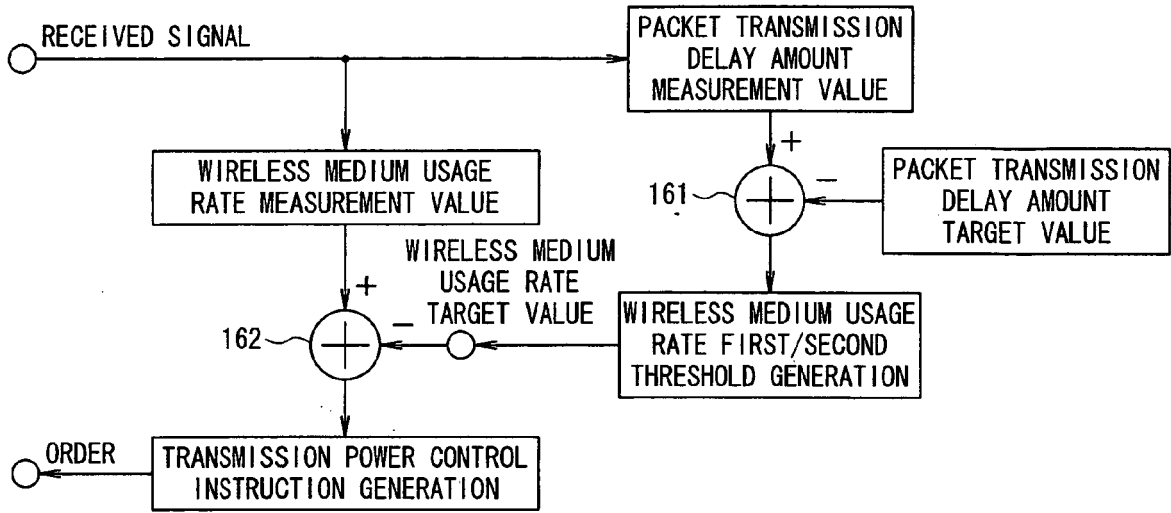 RECEIVED SIGNAL
PACKET TRANSMISSION
DELAY AMOUNT
MEASUREMENT VALUE
+
WIRELESS MEDIUM USAGE
RATE MEASUREMENT VALUE
161
−
PACKET TRANSMISSION
DELAY AMOUNT
TARGET VALUE
WIRELESS MEDIUM
USAGE RATE
TARGET VALUE
+
162
−
WIRELESS MEDIUM USAGE
RATE FIRST/SECOND
THRESHOLD GENERATION
ORDER
TRANSMISSION POWER CONTROL
INSTRUCTION GENERATION